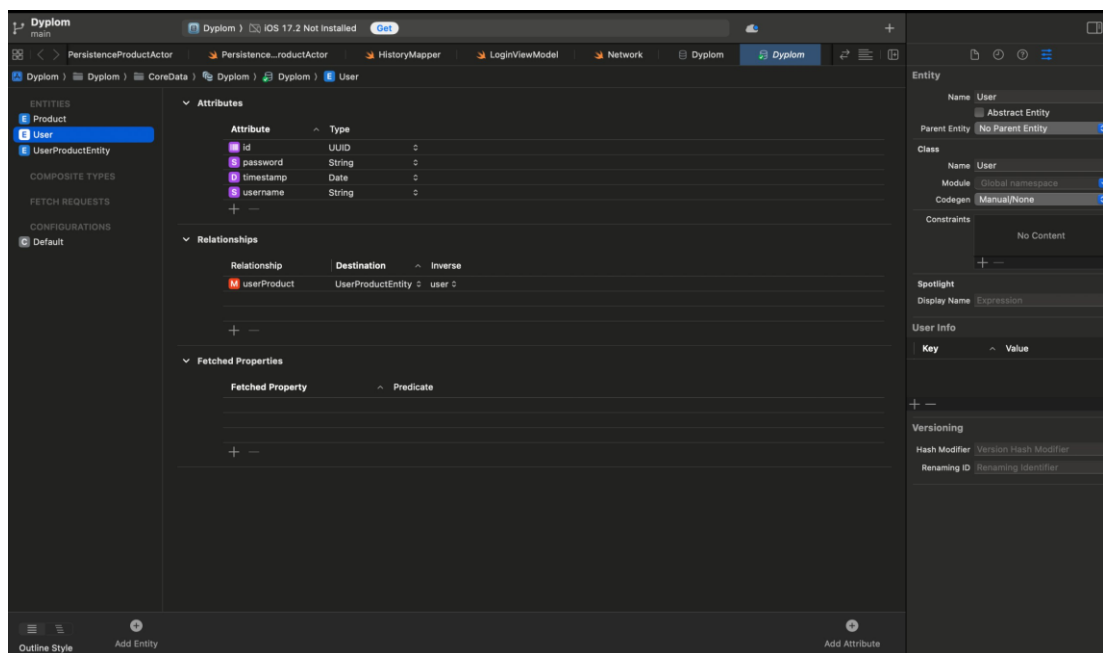 Dyplom
main
Dyplom › iOS 17.2 Not Installed Get
PersistenceProductActor Persistence...roductActor HistoryMapper LoginViewModel Network Dyplom Dyplom
Dyplom › Dyplom › CoreData › Dyplom › Dyplom › E User
ENTITIES
E Product
E User
E UserProductEntity
COMPOSITE TYPES
FETCH REQUESTS
CONFIGURATIONS
C Default
Attributes
Attribute Type
id UUID
S password String
D timestamp Date
S username String
Relationships
Relationship Destination Inverse
M userProduct UserProductEntity user
Fetched Properties
Fetched Property Predicate
Entity
Name User
Abstract Entity
Parent Entity No Parent Entity
Class
Name User
Module Global namespace
Codegen Manual/None
Constraints
No Content
Spotlight
Display Name Expression
User Info
Key Value
Versioning
Hash Modifier Version Hash Modifier
Renaming ID Renaming Identifier
Outline Style
Add Entity
Add Attribute